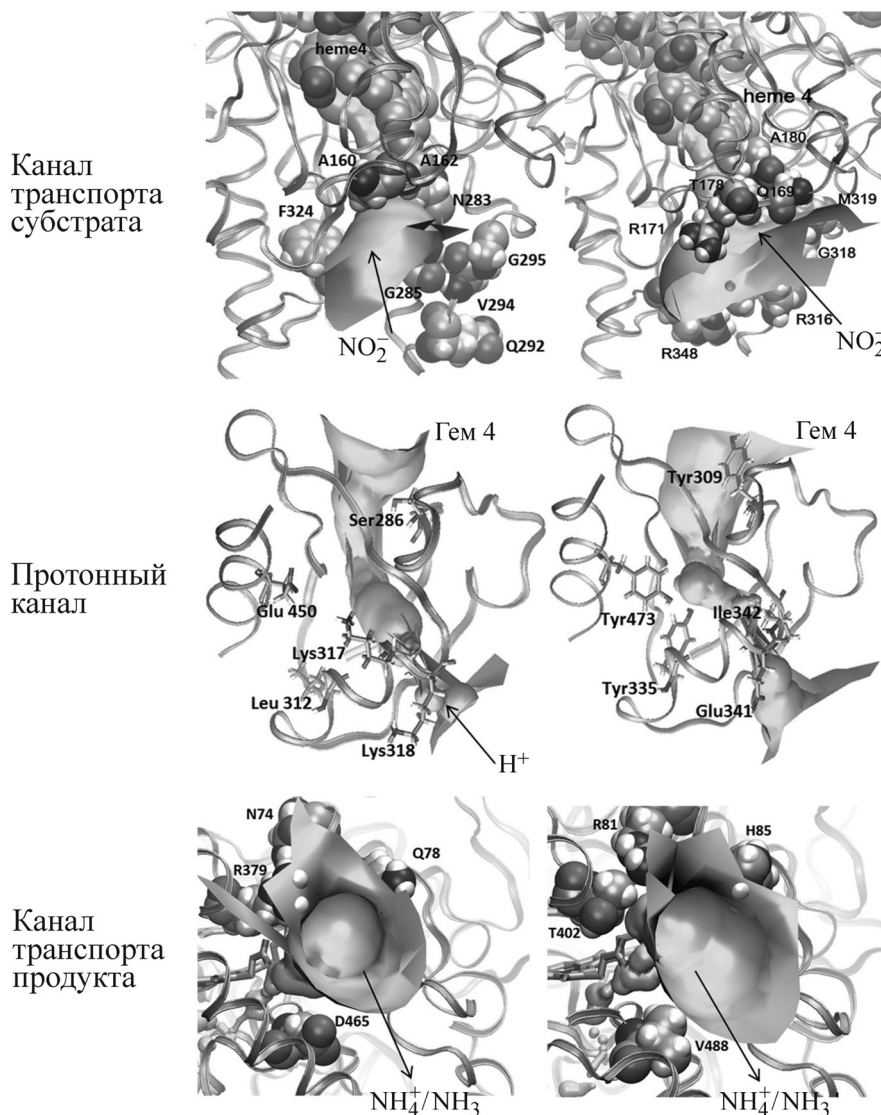 Канал
транспорта
субстрата
heme4
A160
A162
F324
N283
G295
G285
V294
NO₂⁻
Q292
heme 4
A180
T178
Q169
M319
R171
G318
R316
NO₂⁻
R348
Протонный
канал
Гем 4
Ser286
Glu 450
Lys317
Leu 312
Lys318
H⁺
Гем 4
Tyr309
Tyr473
Ile342
Tyr335
Glu341
Канал
транспорта
продукта
N74
Q78
R379
D465
NH₄⁺/NH₃
R81
H85
T402
V488
NH₄⁺/NH₃